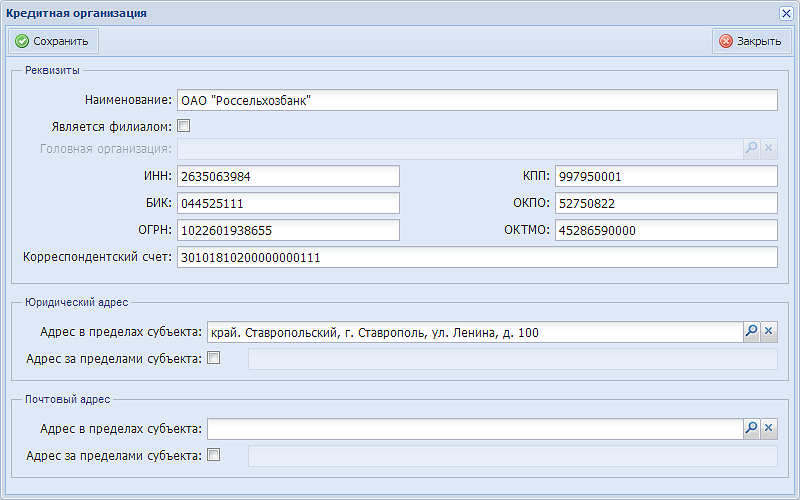 Кредитная организация
Сохранить Закрыть
Реквизиты
Наименование: ОАО "Россельхозбанк"
Является филиалом:
Головная организация:
ИНН: 2635063984 КПП: 997950001
БИК: 044525111 ОКПО: 52750822
ОГРН: 1022601938655 ОКТМО: 45286590000
Корреспондентский счет: 30101810200000000111
Юридический адрес
Адрес в пределах субъекта: край. Ставропольский, г. Ставрополь, ул. Ленина, д. 100
Адрес за пределами субъекта:
Почтовый адрес
Адрес в пределах субъекта:
Адрес за пределами субъекта: